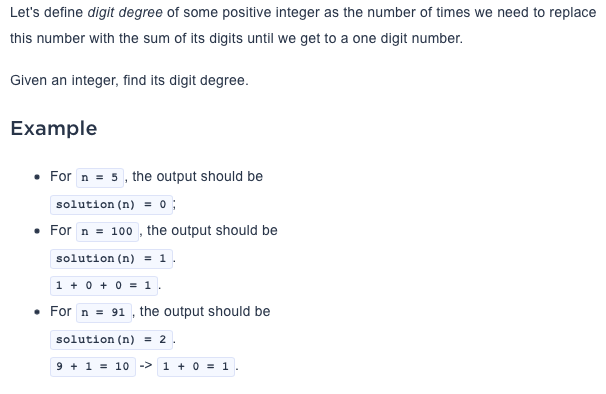 Let's define digit degree of some positive integer as the number of times we need to replace
this number with the sum of its digits until we get to a one digit number.
Given an integer, find its digit degree.
Example
• For n = 5, the output should be
solution(n) = 0;
• For n = 100, the output should be
solution(n) = 1.
1 + 0 + 0 = 1.
• For n = 91, the output should be
solution(n) = 2.
9 + 1 = 10 -> 1 + 0 = 1.